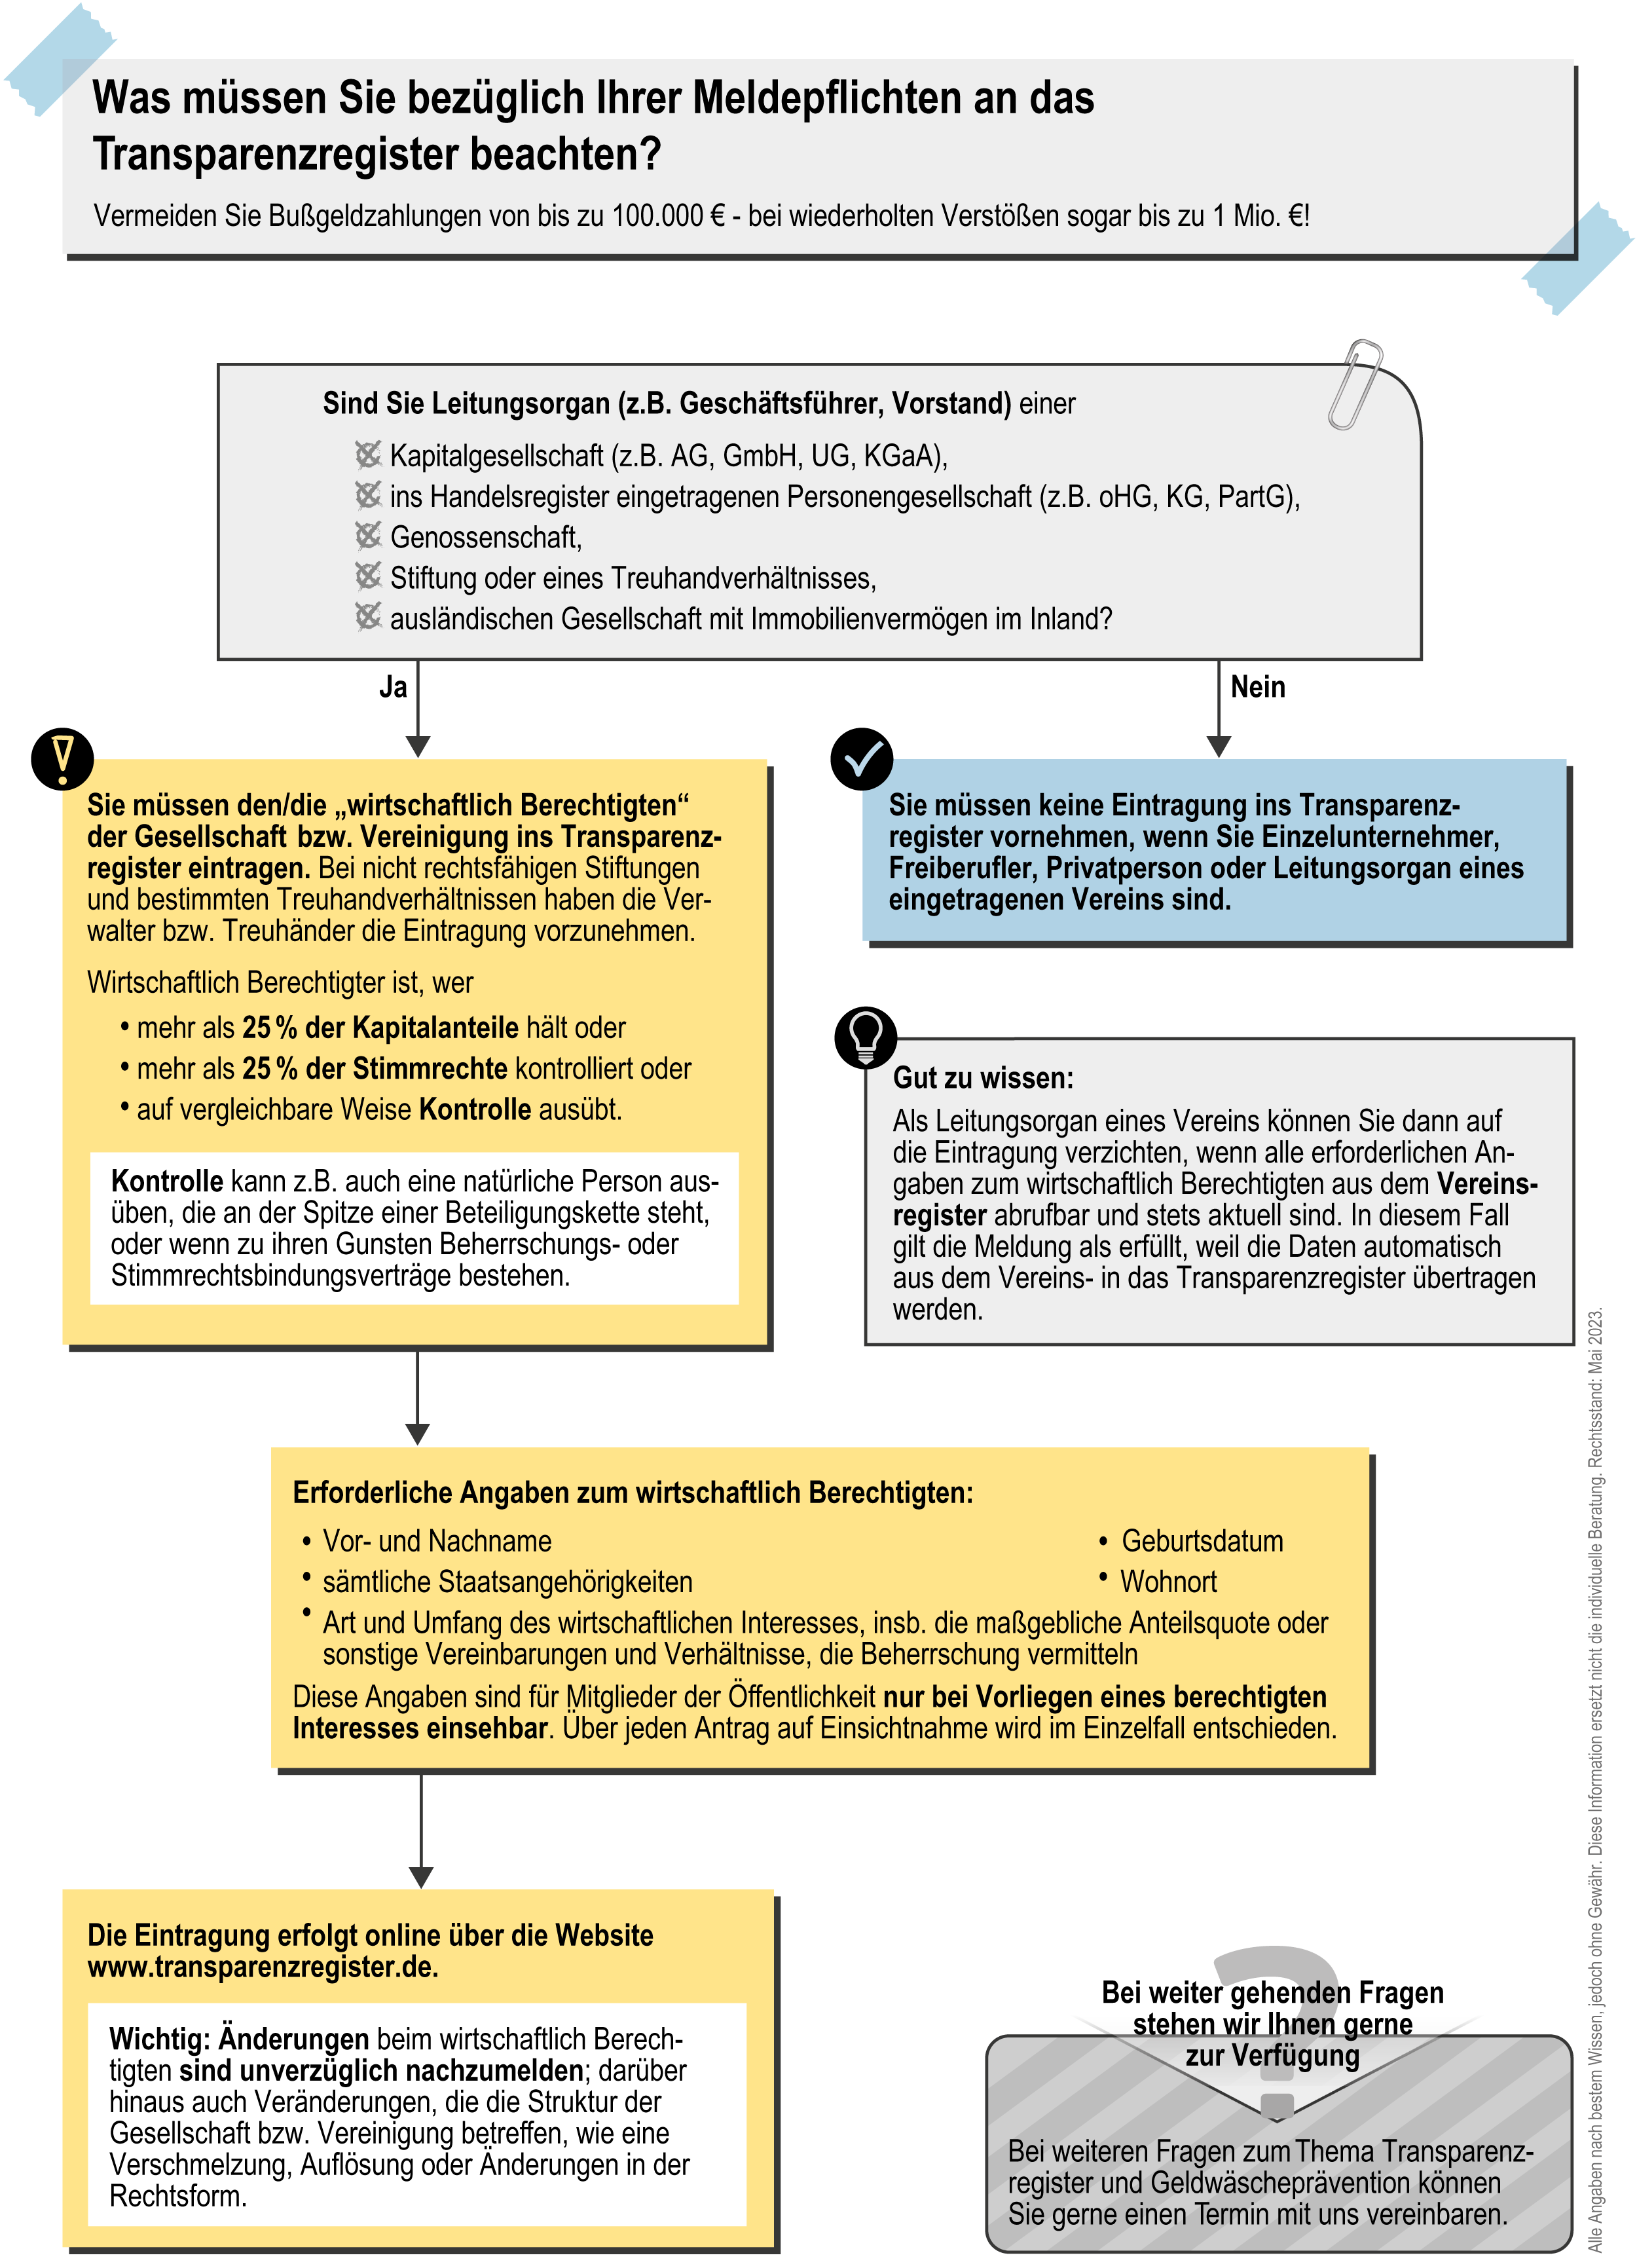 Was müssen Sie bezüglich Ihrer Meldepflichten an das
Transparenzregister beachten?
Vermeiden Sie Bußgeldzahlungen von bis zu 100.000 € - bei wiederholten Verstößen sogar bis zu 1 Mio. €!
Sind Sie Leitungsorgan (z.B. Geschäftsführer, Vorstand) einer
Kapitalgesellschaft (z.B. AG, GmbH, UG, KGaA),
ins Handelsregister eingetragenen Personengesellschaft (z.B. oHG, KG, PartG),
Genossenschaft,
Stiftung oder eines Treuhandverhältnisses,
ausländischen Gesellschaft mit Immobilienvermögen im Inland?
Ja
Nein
Sie müssen den/die „wirtschaftlich Berechtigten“
der Gesellschaft bzw. Vereinigung ins Transparenz-
register eintragen. Bei nicht rechtsfähigen Stiftungen
und bestimmten Treuhandverhältnissen haben die Ver-
walter bzw. Treuhänder die Eintragung vorzunehmen.
Wirtschaftlich Berechtigter ist, wer
• mehr als 25 % der Kapitalanteile hält oder
• mehr als 25 % der Stimmrechte kontrolliert oder
• auf vergleichbare Weise Kontrolle ausübt.
Kontrolle kann z.B. auch eine natürliche Person aus-
üben, die an der Spitze einer Beteiligungskette steht,
oder wenn zu ihren Gunsten Beherrschungs- oder
Stimmrechtsbindungsverträge bestehen.
Sie müssen keine Eintragung ins Transparenz-
register vornehmen, wenn Sie Einzelunternehmer,
Freiberufler, Privatperson oder Leitungsorgan eines
eingetragenen Vereins sind.
Gut zu wissen:
Als Leitungsorgan eines Vereins können Sie dann auf
die Eintragung verzichten, wenn alle erforderlichen An-
gaben zum wirtschaftlich Berechtigten aus dem Vereins-
register abrufbar und stets aktuell sind. In diesem Fall
gilt die Meldung als erfüllt, weil die Daten automatisch
aus dem Vereins- in das Transparenzregister übertragen
werden.
Erforderliche Angaben zum wirtschaftlich Berechtigten:
• Vor- und Nachname
• Geburtsdatum
• sämtliche Staatsangehörigkeiten
• Wohnort
• Art und Umfang des wirtschaftlichen Interesses, insb. die maßgebliche Anteilsquote oder
sonstige Vereinbarungen und Verhältnisse, die Beherrschung vermitteln
Diese Angaben sind für Mitglieder der Öffentlichkeit nur bei Vorliegen eines berechtigten
Interesses einsehbar. Über jeden Antrag auf Einsichtnahme wird im Einzelfall entschieden.
Die Eintragung erfolgt online über die Website
www.transparenzregister.de.
Wichtig: Änderungen beim wirtschaftlich Berech-
tigten sind unverzüglich nachzumelden; darüber
hinaus auch Veränderungen, die die Struktur der
Gesellschaft bzw. Vereinigung betreffen, wie eine
Verschmelzung, Auflösung oder Änderungen in der
Rechtsform.
?
Bei weiter gehenden Fragen
stehen wir Ihnen gerne
zur Verfügung
Bei weiteren Fragen zum Thema Transparenz-
register und Geldwäscheprävention können
Sie gerne einen Termin mit uns vereinbaren.
Alle Angaben nach bestem Wissen, jedoch ohne Gewähr. Diese Information ersetzt nicht die individuelle Beratung. Rechtsstand: Mai 2023.